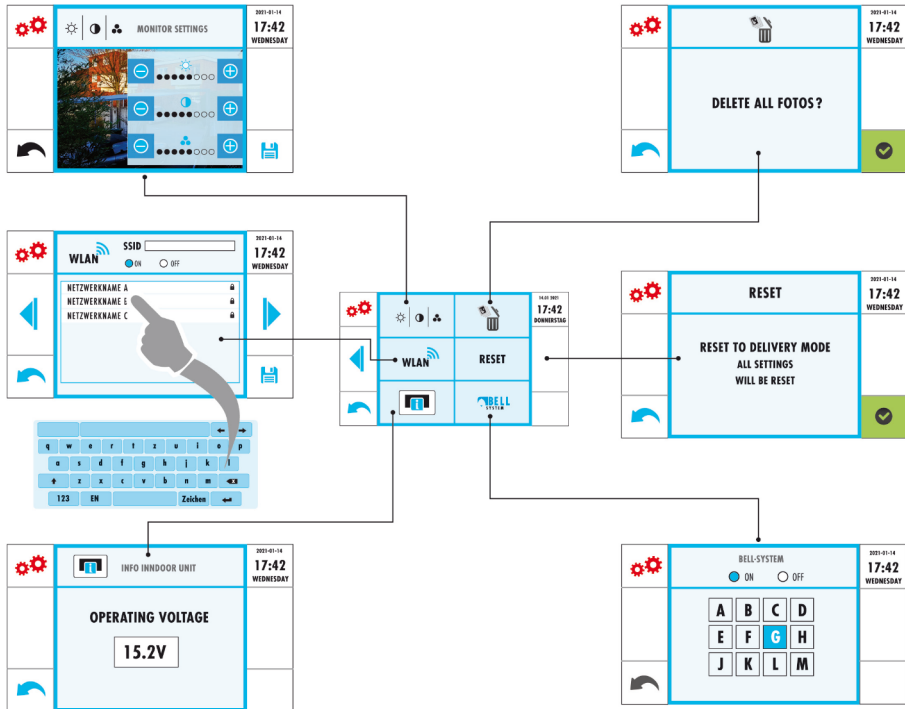 MONITOR SETTINGS
2021-01-14
17:42
WEDNESDAY
2021-01-14
17:42
WEDNESDAY
DELETE ALL FOTOS?
WLAN
SSID
ON OFF
2021-01-14
17:42
WEDNESDAY
NETZWERKNAME A
NETZWERKNAME E
NETZWERKNAME C
14.01 2021
17:42
DONNERSTAG
WLAN
RESET
i
BELL
SYSTEM
RESET
2021-01-14
17:42
WEDNESDAY
RESET TO DELIVERY MODE
ALL SETTINGS
WILL BE RESET
q w e r t z u i o p
a s d f g h j k l
z x c v b n m
123 EN Zeichen
i
INFO INNDOOR UNIT
2021-01-14
17:42
WEDNESDAY
OPERATING VOLTAGE
15.2V
BELL-SYSTEM
ON OFF
2021-01-14
17:42
WEDNESDAY
A B C D
E F G H
J K L M